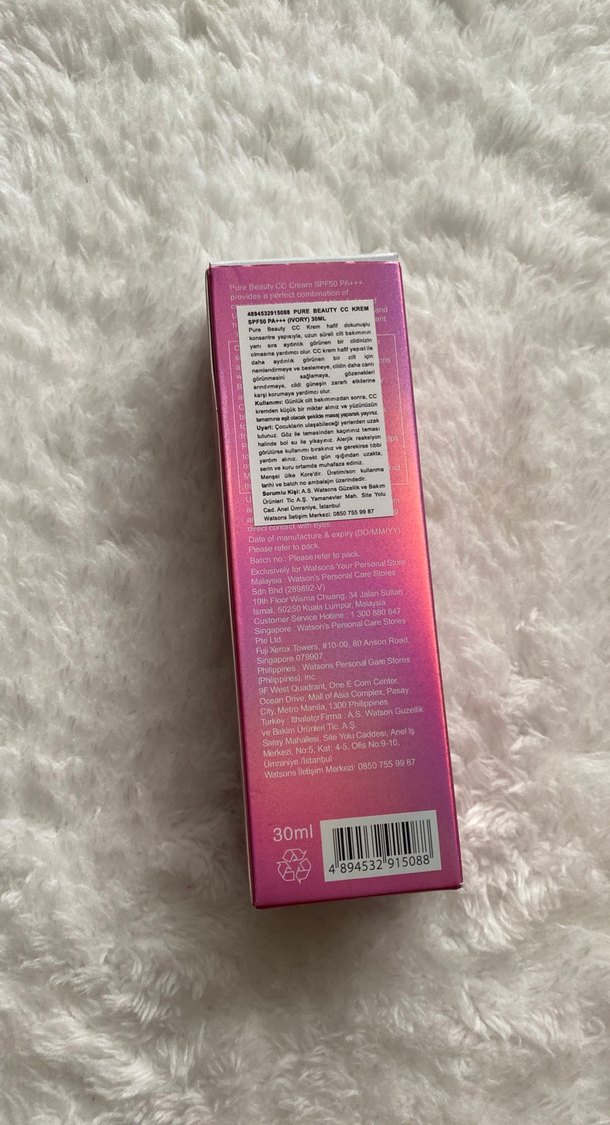 Pure Beauty CC Cream SPF50 PA+++
provides a perfect combination of
4894532915088 PURE BEAUTY CC KREM
SPF50 PA+++ (IVORY) 30ML
Pure Beauty CC Krem hafif dokunuşlu
konsantre yapısıyla, uzun süreli cilt bakımının
yanı sıra aydınlık görünen bir cildinizin
olmasına yardımcı olur. CC krem hafif yapısı ile
daha aydınlık görünen bir cilt için
nemlendirmeye ve beslemeye, cildin daha canlı
görünmesini sağlamaya, gözenekleri
arındırmaya, cildi güneşin zararlı etkilerine
karşı korumaya yardımcı olur.
Kullanımı: Günlük cilt bakımınızdan sonra, CC
kremden küçük bir miktar alınız ve yüzünüzün
tamamına eşit olacak şekilde masaj yaparak yayınız.
Uyarı: Çocukların ulaşabileceği yerlerden uzak
tutunuz. Göz ile temasından kaçınınız teması
halinde bol su ile yıkayınız. Alerjik reaksiyon
görülürse kullanımı bırakınız ve gerekirse tıbbi
yardım alınız. Direkt gün ışığından uzakta,
serin ve kuru ortamda muhafaza ediniz.
Menşei ülke Kore'dir. Üretim/son kullanma
tarihi ve batch no ambalajın üzerindedir.
Sorumlu Kişi; A.S. Watsons Güzellik ve Bakım
Ürünleri Tic A.Ş. Yamanevler Mah. Site Yolu
Cad. Anel Ümraniye, İstanbul
Watsons İletişim Merkezi: 0850 755 99 87
direct contact with eyes.
Date of manufacture & expiry (DD/MM/YY):
Please refer to pack.
Batch no.: Please refer to pack.
Exclusively for Watsons Your Personal Store
Malaysia : Watson's Personal Care Stores
Sdn Bhd (289892-V)
19th Floor Wisma Chuang, 34 Jalan Sultan
Ismail, 50250 Kuala Lumpur, Malaysia
Customer Service Hotline : 1 300 880 847
Singapore : Watson's Personal Care Stores
Pte Ltd.
Fuji Xerox Towers, #10-00, 80 Anson Road,
Singapore 079907
Philippines : Watsons Personal Care Stores
(Philippines), inc
9F West Quadrant, One E Com Center,
Ocean Drive, Mall of Asia Complex, Pasay
City, Metro Manila, 1300 Philippines
Turkey : İthalatçı Firma : A.S. Watson Guzellik
ve Bakim Ürünleri Tic. A.Ş.
Saray Mahallesi, Site Yolu Caddesi, Anel İş
Merkezi, No:5, Kat: 4-5, Ofis No:9-10,
Ümraniye /İstanbul
Watsons İletişim Merkezi: 0850 755 99 87
30ml
4 894532 915088